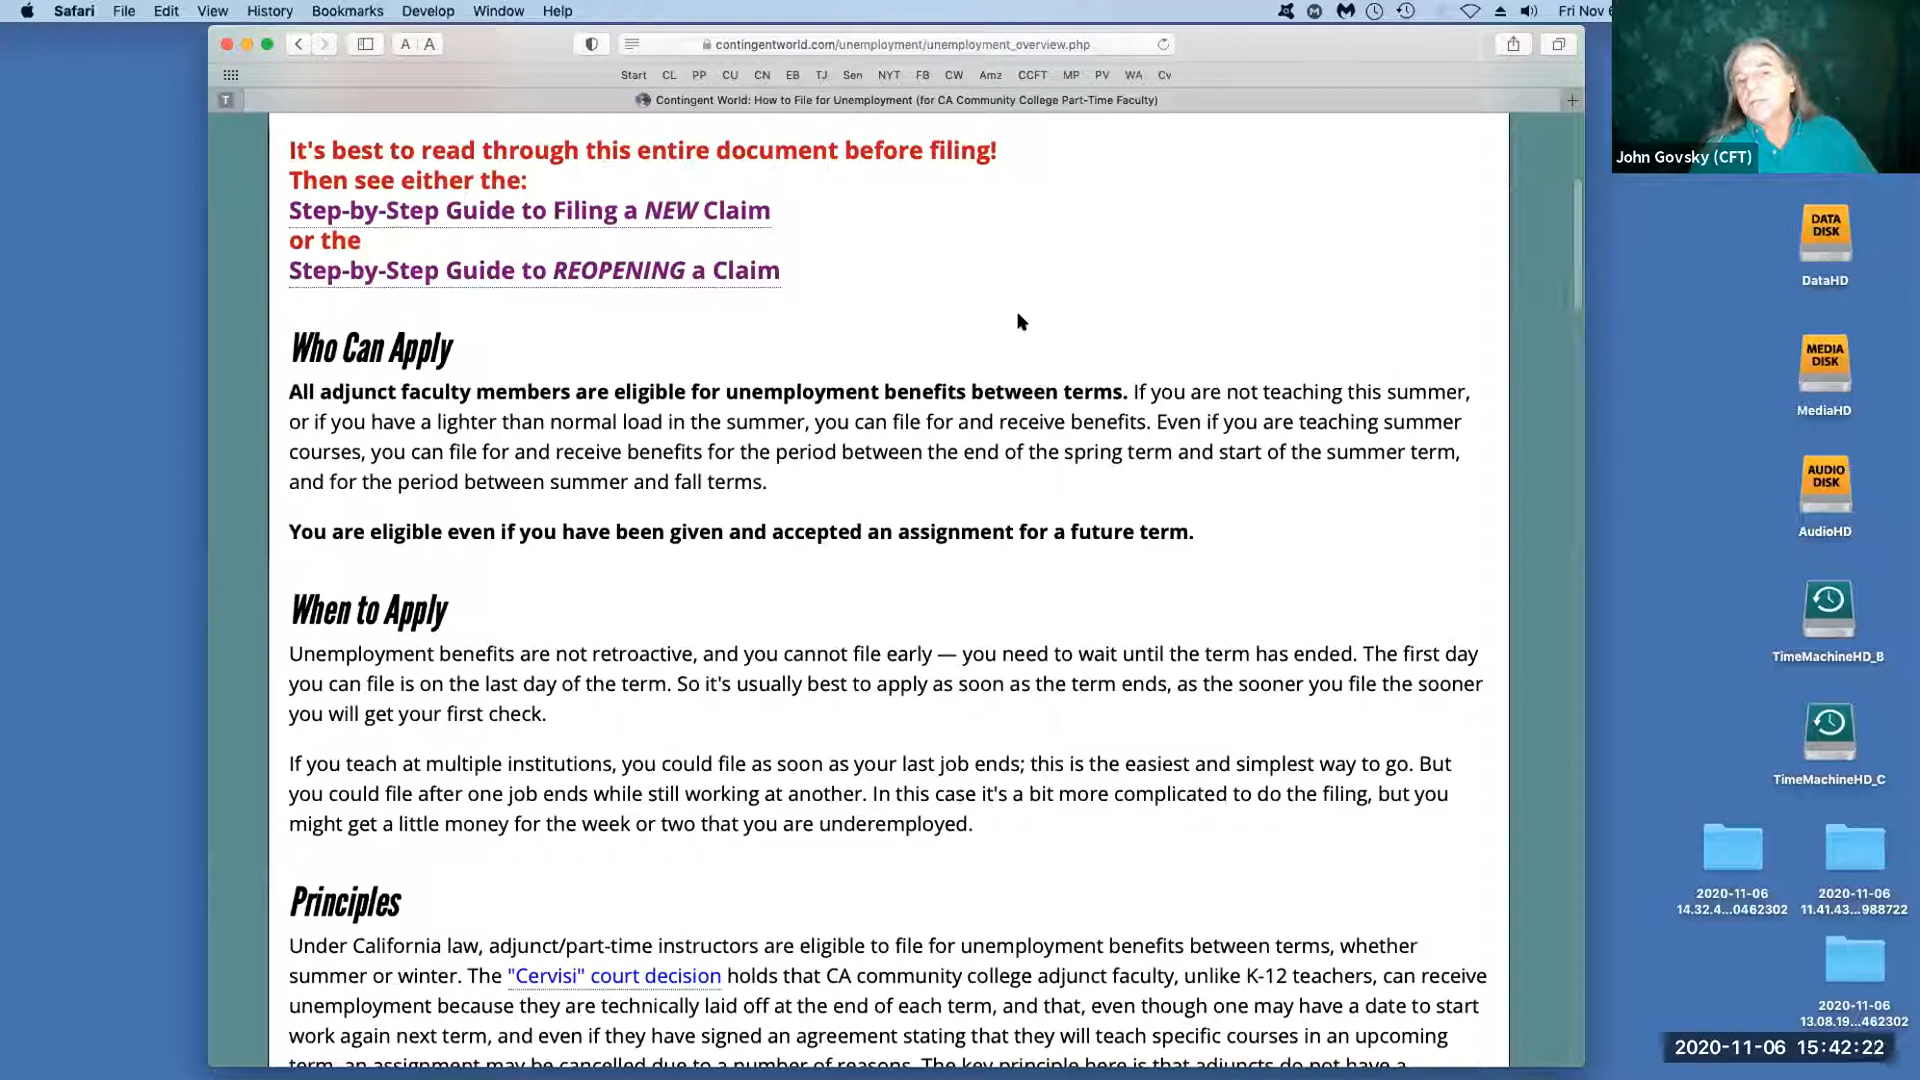 Safari File Edit View History Bookmarks Develop Window Help
Fri Nov
A A
contingentworld.com/unemployment/unemployment_overview.php
Start CL PP CU CN EB TJ Sen NYT FB CW Amz CCFT MP PV WA Cv
T
Contingent World: How to File for Unemployment (for CA Community College Part-Time Faculty)
It's best to read through this entire document before filing!
Then see either the:
Step-by-Step Guide to Filing a NEW Claim
or the
Step-by-Step Guide to REOPENING a Claim
Who Can Apply
All adjunct faculty members are eligible for unemployment benefits between terms. If you are not teaching this summer,
or if you have a lighter than normal load in the summer, you can file for and receive benefits. Even if you are teaching summer
courses, you can file for and receive benefits for the period between the end of the spring term and start of the summer term,
and for the period between summer and fall terms.
You are eligible even if you have been given and accepted an assignment for a future term.
When to Apply
Unemployment benefits are not retroactive, and you cannot file early — you need to wait until the term has ended. The first day
you can file is on the last day of the term. So it's usually best to apply as soon as the term ends, as the sooner you file the sooner
you will get your first check.
If you teach at multiple institutions, you could file as soon as your last job ends; this is the easiest and simplest way to go. But
you could file after one job ends while still working at another. In this case it's a bit more complicated to do the filing, but you
might get a little money for the week or two that you are underemployed.
Principles
Under California law, adjunct/part-time instructors are eligible to file for unemployment benefits between terms, whether
summer or winter. The "Cervisi" court decision holds that CA community college adjunct faculty, unlike K-12 teachers, can receive
unemployment because they are technically laid off at the end of each term, and that, even though one may have a date to start
work again next term, and even if they have signed an agreement stating that they will teach specific courses in an upcoming
term, an assignment may be cancelled due to a number of reasons. The key principle here is that adjuncts do not have a
John Govsky (CFT)
DATA
DISK
DataHD
MEDIA
DISK
MediaHD
AUDIO
DISK
AudioHD
TimeMachineHD_B
TimeMachineHD_C
2020-11-06
14.32.4...0462302
2020-11-06
11.41.43...988722
2020-11-06
13.08.19...462302
2020-11-06 15:42:22